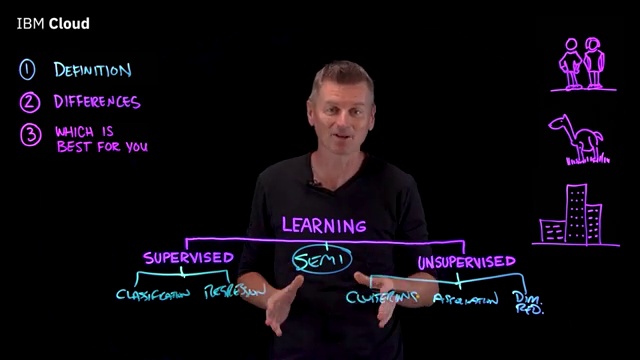 IBM Cloud
1 DEFINITION
2 DIFFERENCES
3 WHICH IS
BEST FOR YOU
LEARNING
SUPERVISED SEMI UNSUPERVISED
CLASSIFICATION REGRESSION CLUSTERING ASSOCIATION DIM.
RED.